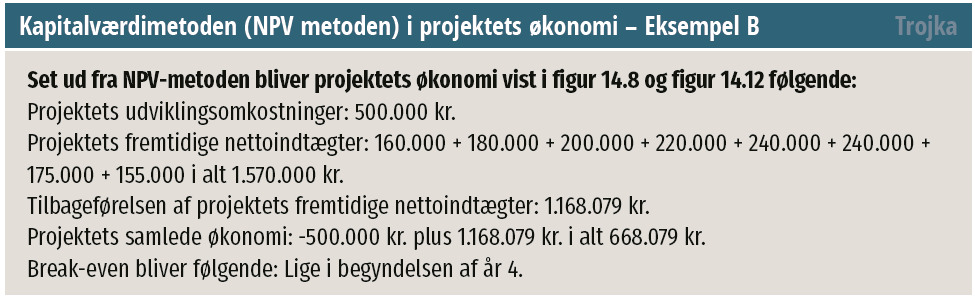 Kapitalværdimetoden (NPV metoden) i projektets økonomi – Eksempel B Trojka
Set ud fra NPV-metoden bliver projektets økonomi vist i figur 14.8 og figur 14.12 følgende:
Projektets udviklingsomkostninger: 500.000 kr.
Projektets fremtidige nettoindtægter: 160.000 + 180.000 + 200.000 + 220.000 + 240.000 + 240.000 +
175.000 + 155.000 i alt 1.570.000 kr.
Tilbageførelsen af projektets fremtidige nettoindtægter: 1.168.079 kr.
Projektets samlede økonomi: -500.000 kr. plus 1.168.079 kr. i alt 668.079 kr.
Break-even bliver følgende: Lige i begyndelsen af år 4.